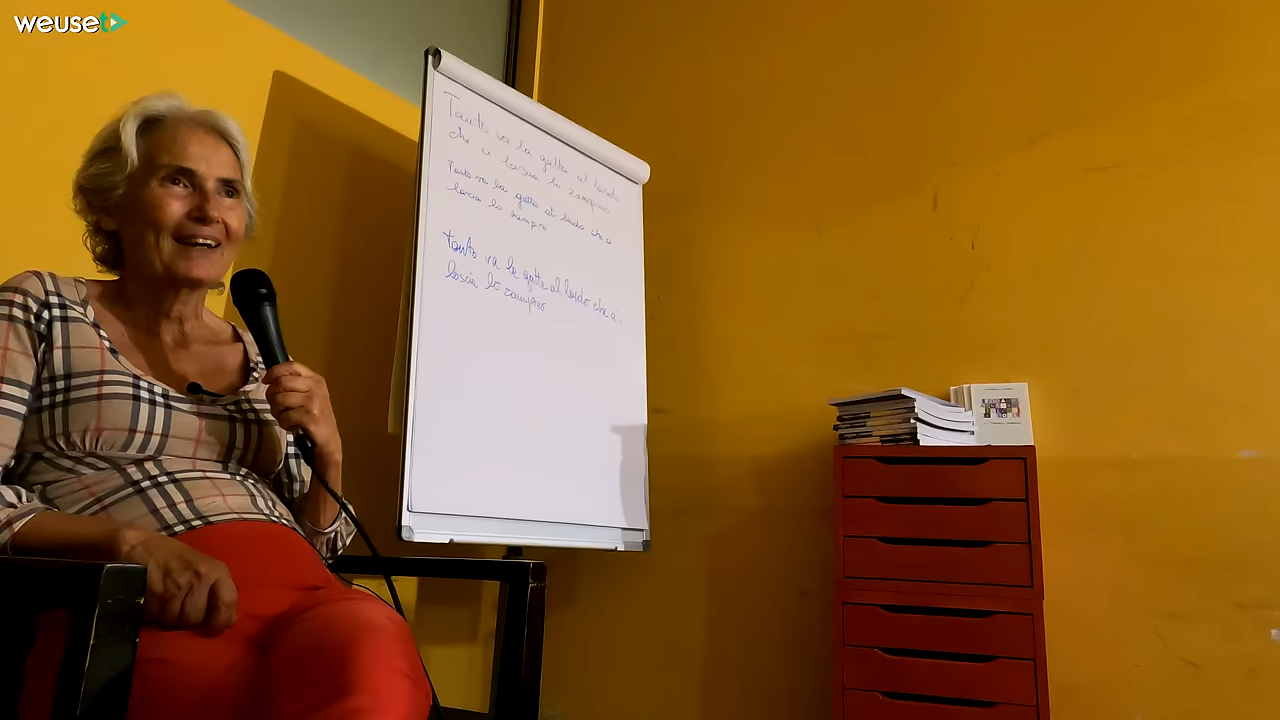 weusetv
Tanto va la gatta al lardo
che ci lascia lo zampino
Tanto va la gatta al lardo che ci
lascia lo zampino
tanto va la gatta al lardo che ci
lascia lo zampino